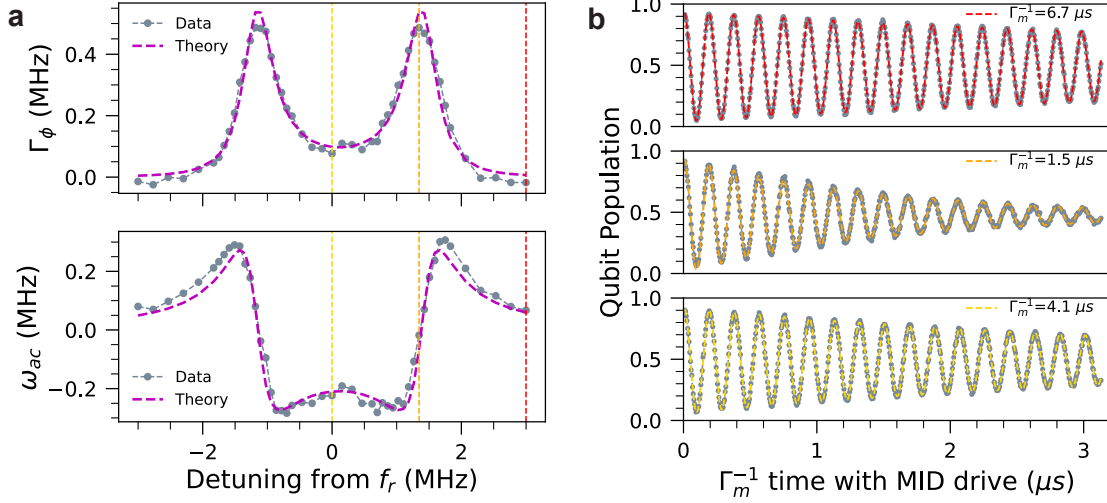 a
Γϕ (MHz)
0.4
0.2
0.0
Data
Theory
ωac (MHz)
0.2
0.0
−0.2
Data
Theory
−2
0
2
Detuning from fr (MHz)
b
Qubit Population
1.0
0.5
0.0
Γm⁻¹=6.7 μs
1.0
0.5
0.0
Γm⁻¹=1.5 μs
1.0
0.5
0.0
Γm⁻¹=4.1 μs
0
1
2
3
Γm⁻¹ time with MID drive (μs)